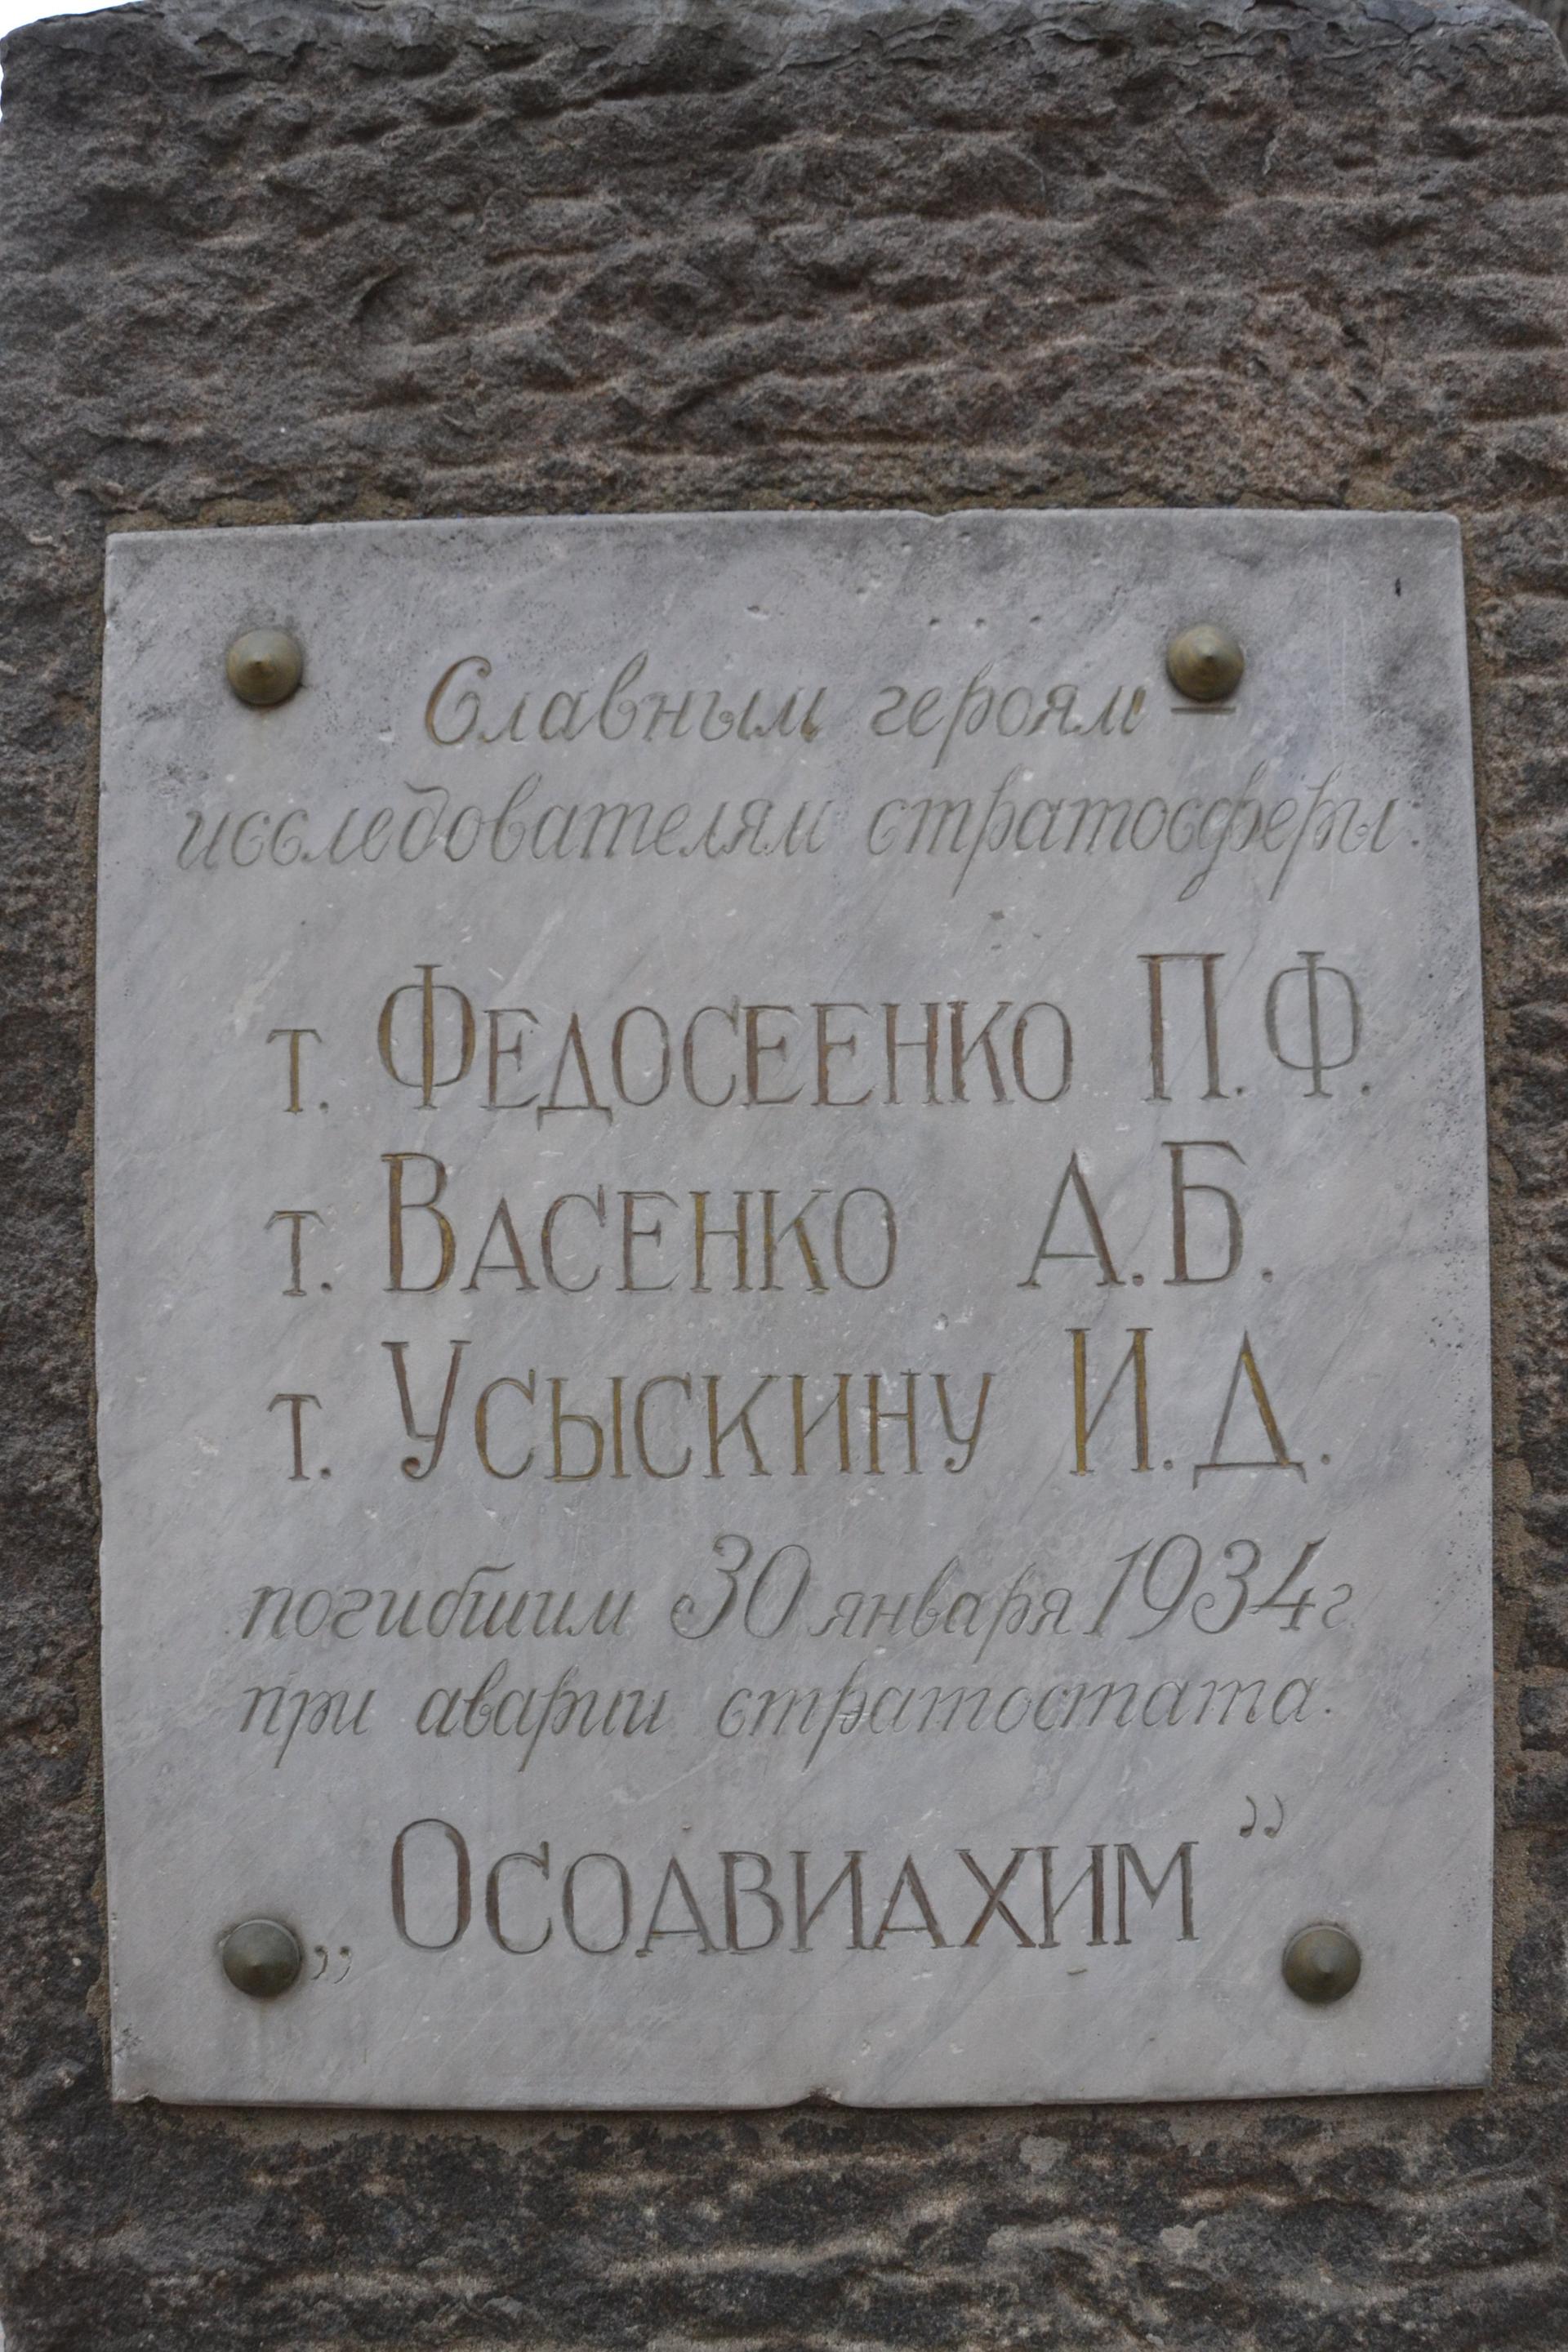 Славным героям —
исследователям стратосферы:
т. Федосеенко П.Ф.
т. Васенко А.Б.
т. Усыскину И.Д.
погибшим 30 января 1934 г.
при аварии стратостата.
„Осоавиахим”